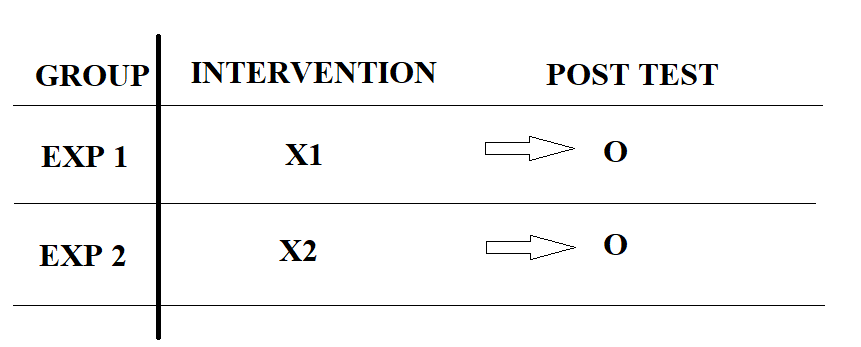 GROUP INTERVENTION POST TEST
EXP 1 X1 O
EXP 2 X2 O